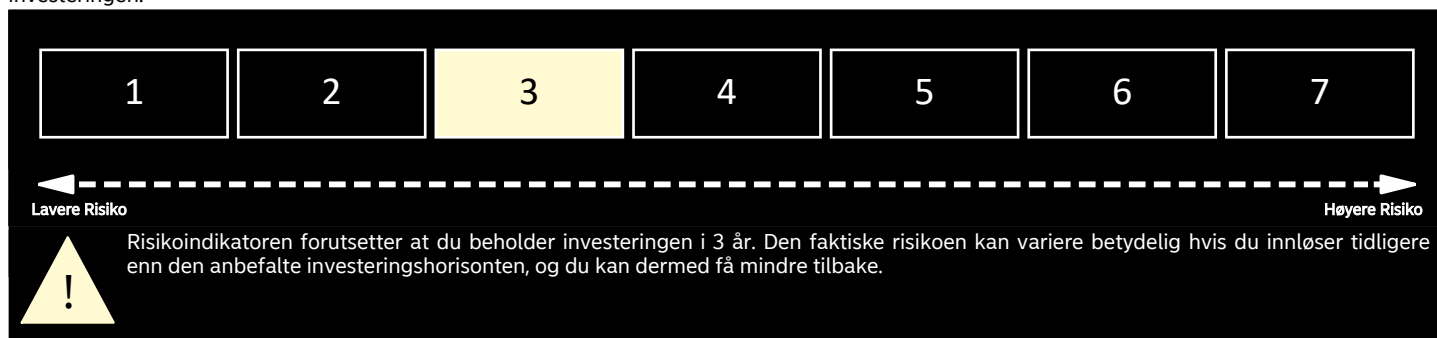 investeringen.
1 2 3 4 5 6 7
Lavere Risiko Høyere Risiko
Risikoindikatoren forutsetter at du beholder investeringen i 3 år. Den faktiske risikoen kan variere betydelig hvis du innløser tidligere
enn den anbefalte investeringshorisonten, og du kan dermed få mindre tilbake.
!